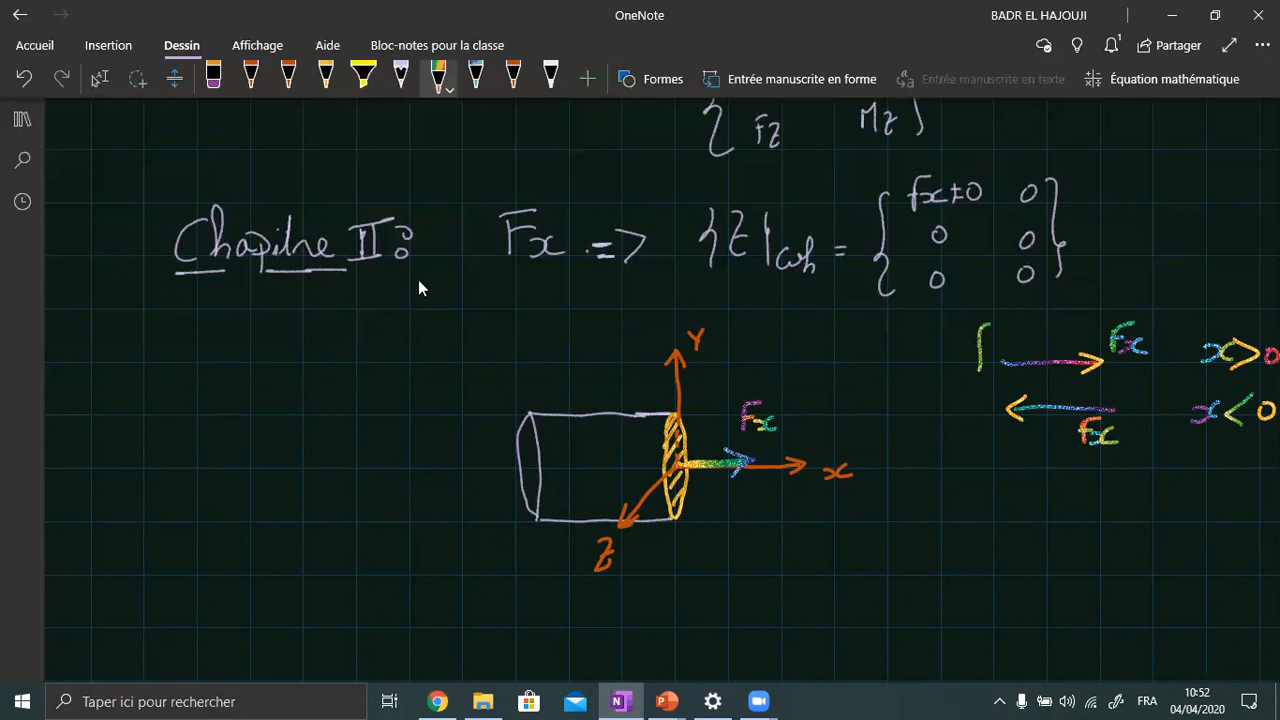 OneNote
BADR EL HAJOUJI
Accueil Insertion Dessin Affichage Aide Bloc-notes pour la classe
Partager
Formes Entrée manuscrite en forme Entrée manuscrite en texte Équation mathématique
Fz Mz
Chapitre II : Fx => {τ}coh =
fx≠0 0
0 0
0 0
Y
Fx
x
Z
Fx x>0
Fx x<0
Taper ici pour rechercher
FRA
10:52
04/04/2020